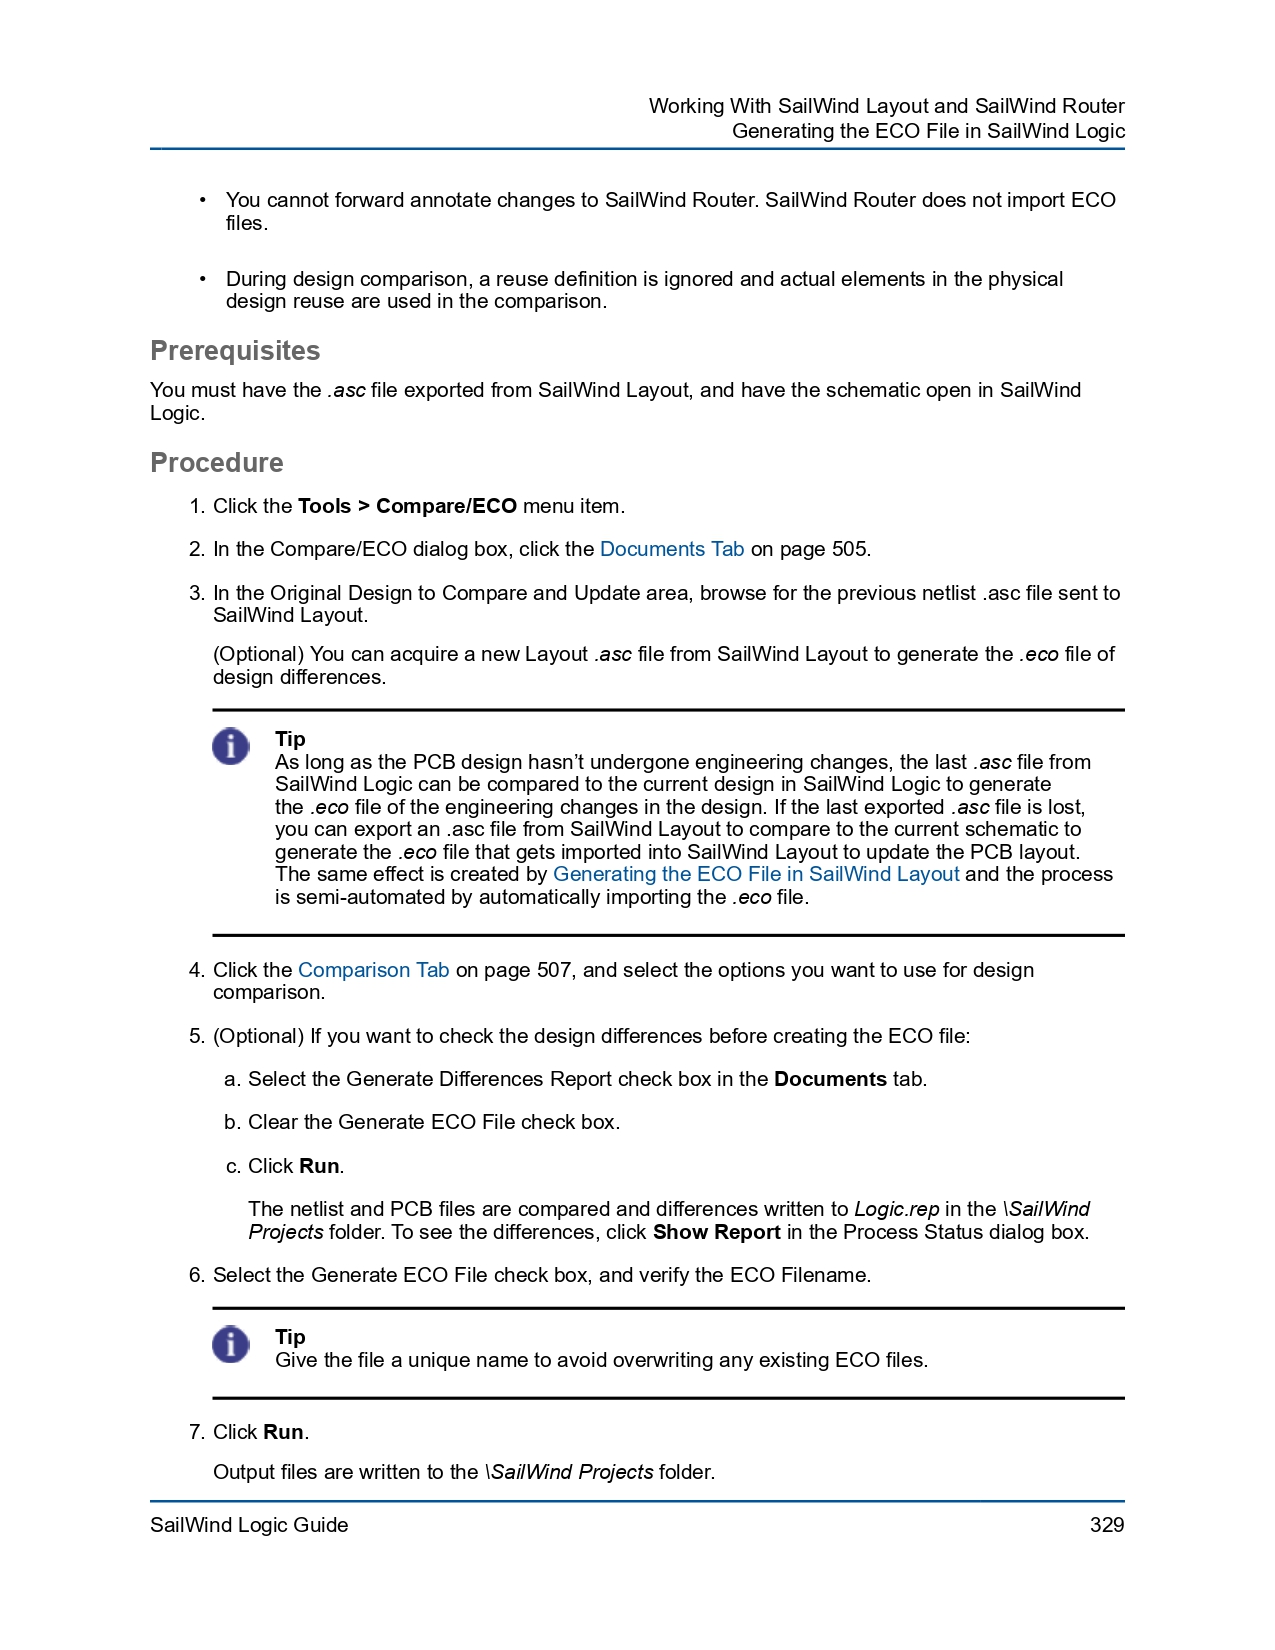 Working With SailWind Layout and SailWind Router
Generating the ECO File in SailWind Logic
• You cannot forward annotate changes to SailWind Router. SailWind Router does not import ECO
files.
• During design comparison, a reuse definition is ignored and actual elements in the physical
design reuse are used in the comparison.
Prerequisites
You must have the .asc file exported from SailWind Layout, and have the schematic open in SailWind
Logic.
Procedure
1. Click the Tools > Compare/ECO menu item.
2. In the Compare/ECO dialog box, click the Documents Tab on page 505.
3. In the Original Design to Compare and Update area, browse for the previous netlist .asc file sent to
SailWind Layout.
(Optional) You can acquire a new Layout .asc file from SailWind Layout to generate the .eco file of
design differences.
Tip
As long as the PCB design hasn’t undergone engineering changes, the last .asc file from
SailWind Logic can be compared to the current design in SailWind Logic to generate
the .eco file of the engineering changes in the design. If the last exported .asc file is lost,
you can export an .asc file from SailWind Layout to compare to the current schematic to
generate the .eco file that gets imported into SailWind Layout to update the PCB layout.
The same effect is created by Generating the ECO File in SailWind Layout and the process
is semi-automated by automatically importing the .eco file.
4. Click the Comparison Tab on page 507, and select the options you want to use for design
comparison.
5. (Optional) If you want to check the design differences before creating the ECO file:
a. Select the Generate Differences Report check box in the Documents tab.
b. Clear the Generate ECO File check box.
c. Click Run.
The netlist and PCB files are compared and differences written to Logic.rep in the \SailWind
Projects folder. To see the differences, click Show Report in the Process Status dialog box.
6. Select the Generate ECO File check box, and verify the ECO Filename.
Tip
Give the file a unique name to avoid overwriting any existing ECO files.
7. Click Run.
Output files are written to the \SailWind Projects folder.
SailWind Logic Guide 329